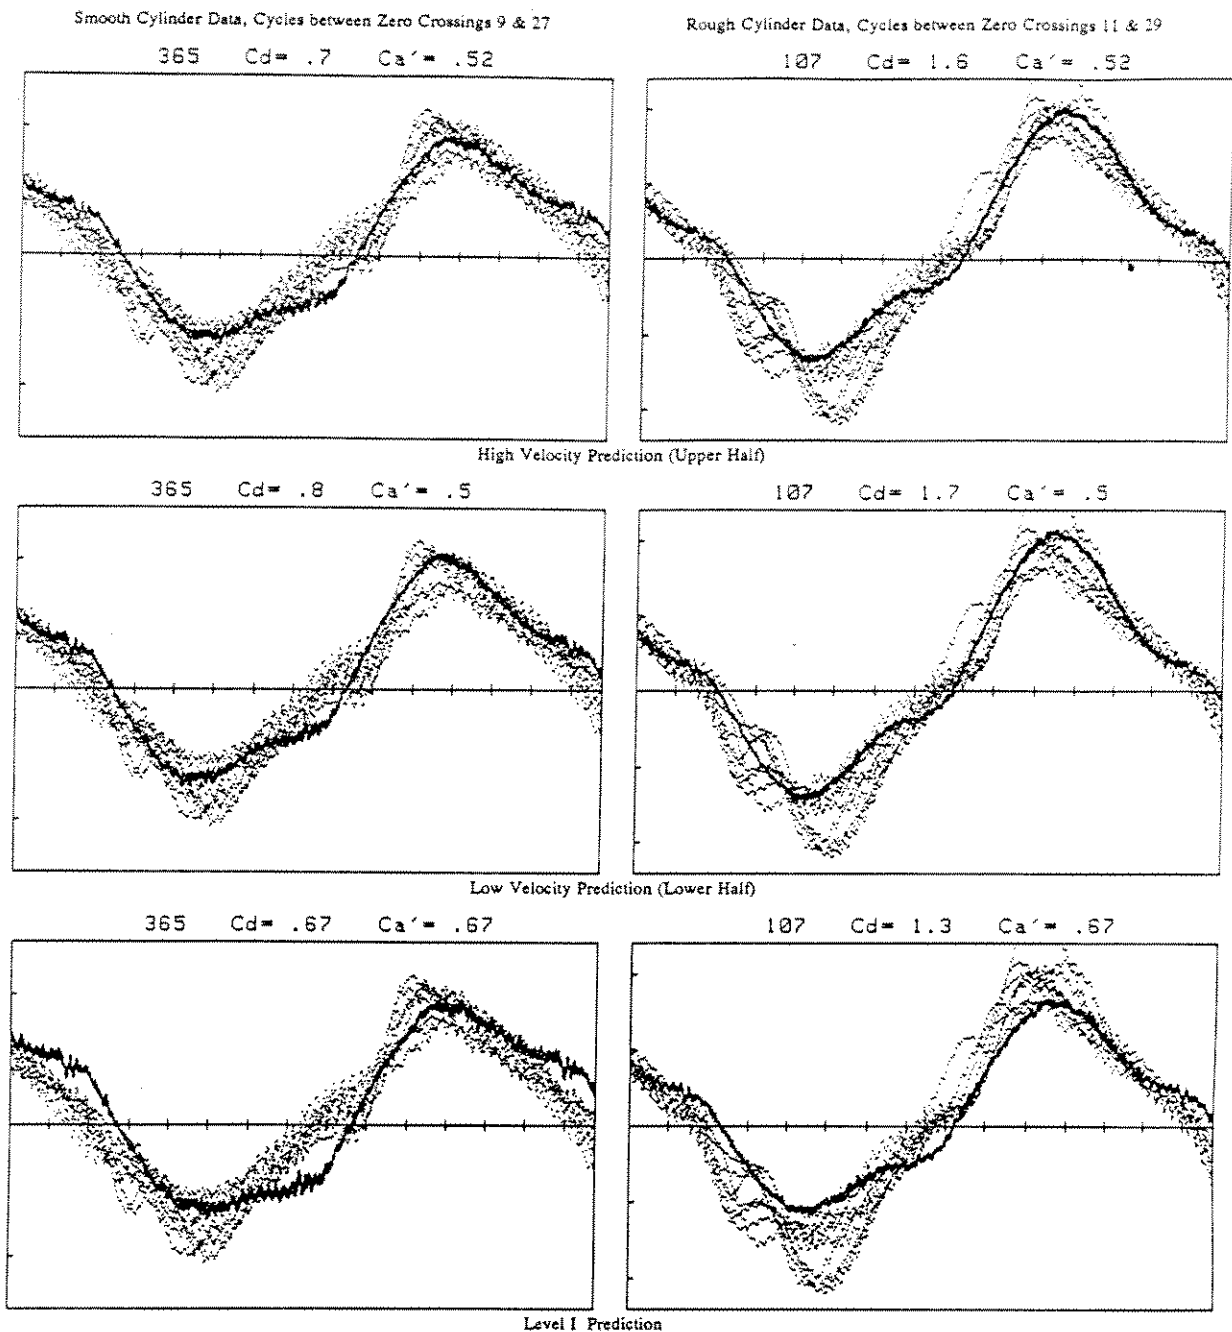 Smooth Cylinder Data, Cycles between Zero Crossings 9 & 27
Rough Cylinder Data, Cycles between Zero Crossings 11 & 29
365 Cd= .7 Ca´= .52
107 Cd= 1.6 Ca´= .52
High Velocity Prediction (Upper Half)
365 Cd= .8 Ca´= .5
107 Cd= 1.7 Ca´= .5
Low Velocity Prediction (Lower Half)
365 Cd= .67 Ca´= .67
107 Cd= 1.3 Ca´= .67
Level I Prediction